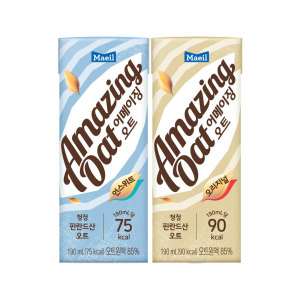 Maeil
Amazing
Oat
어메이징
오트
언스위트
청정
핀란드산
오트
190mL당
75
kcal
190 mL(75 kcal) 오트원액 85%
Maeil
Amazing
Oat
어메이징
오트
오리지널
청정
핀란드산
오트
190mL당
90
kcal
190 mL(90 kcal) 오트원액 85%